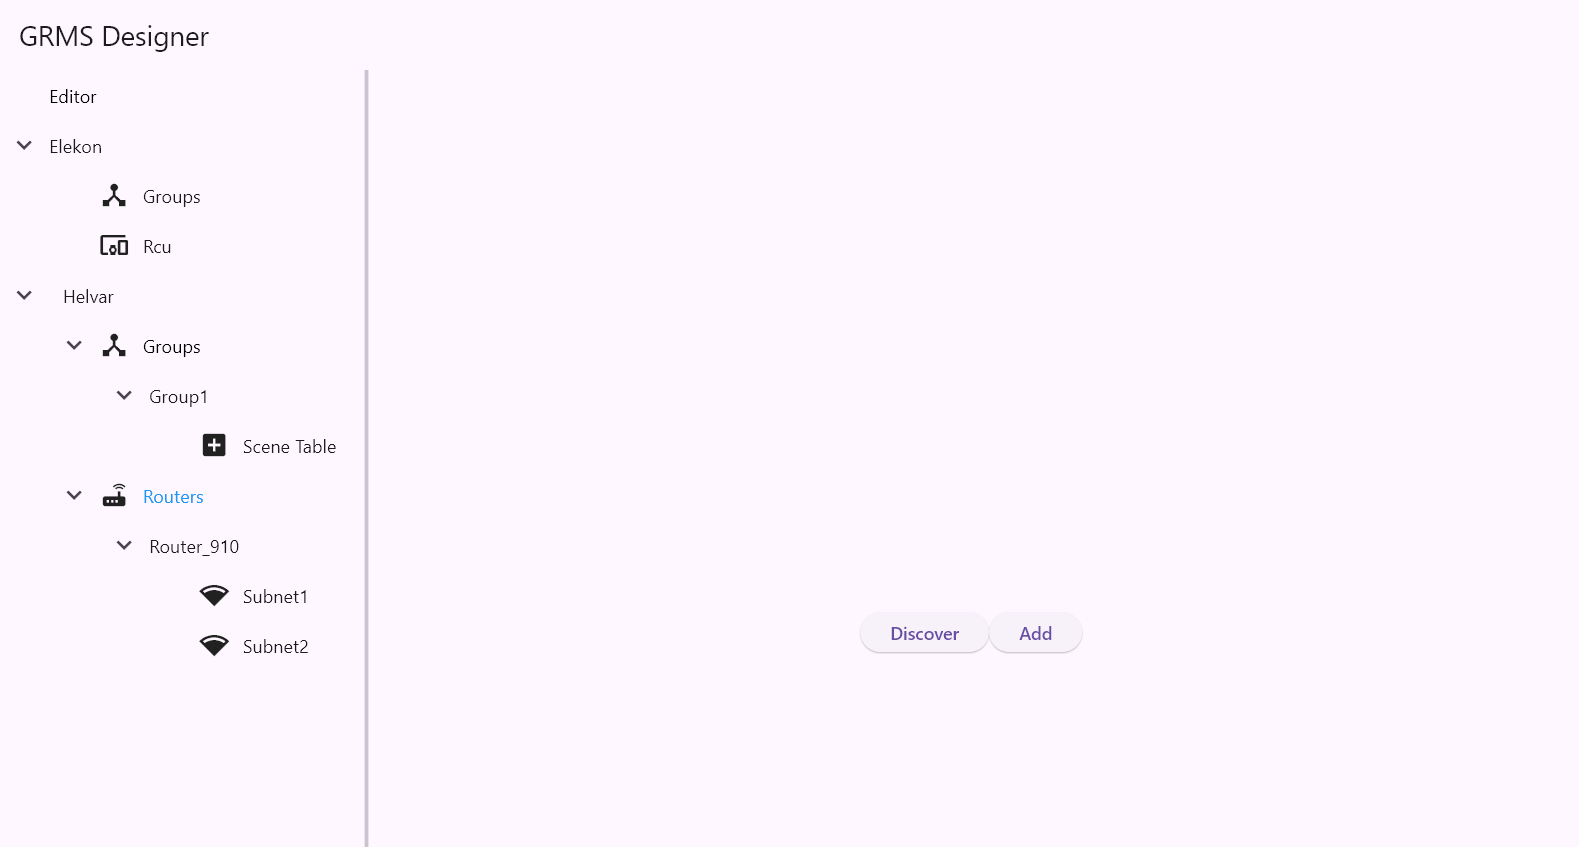 GRMS Designer
Editor
Elekon
Groups
Rcu
Helvar
Groups
Group1
Scene Table
Routers
Router_910
Subnet1
Discover Add
Subnet2